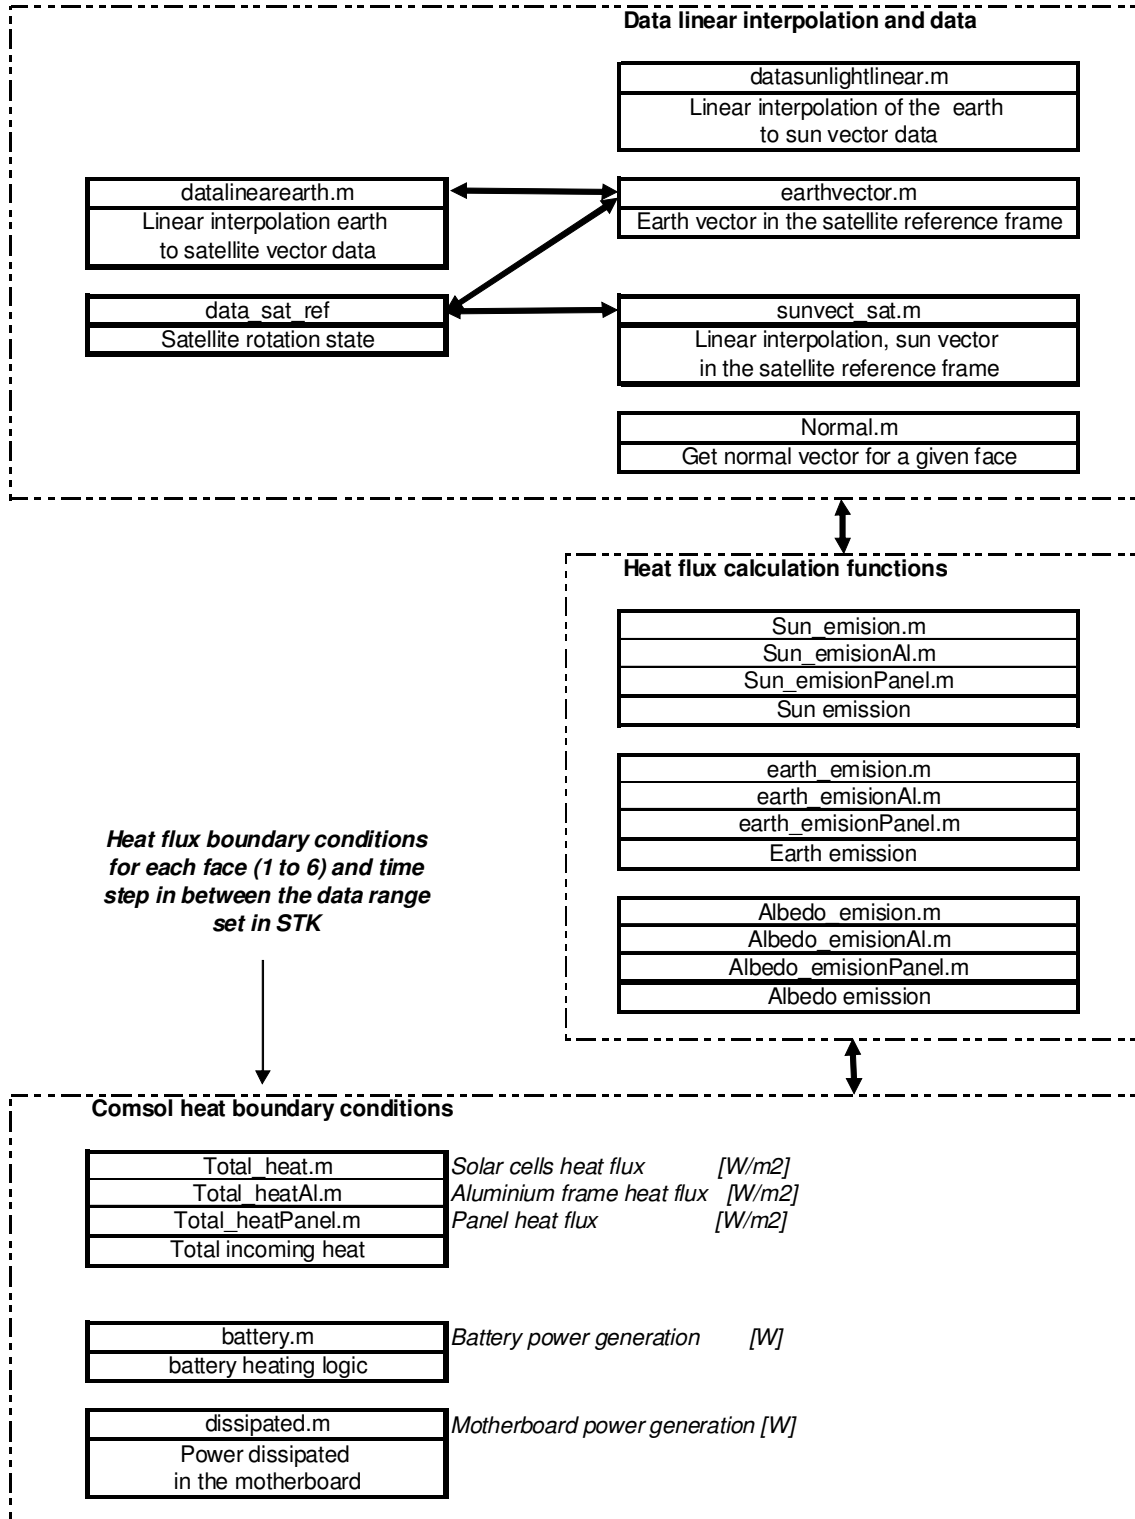 Data linear interpolation and data
datasunlightlinear.m
Linear interpolation of the earth
to sun vector data
datalinearearth.m
Linear interpolation earth
to satellite vector data
earthvector.m
Earth vector in the satellite reference frame
data_sat_ref
Satellite rotation state
sunvect_sat.m
Linear interpolation, sun vector
in the satellite reference frame
Normal.m
Get normal vector for a given face
Heat flux calculation functions
Sun_emision.m
Sun_emisionAl.m
Sun_emisionPanel.m
Sun emission
earth_emision.m
earth_emisionAl.m
earth_emisionPanel.m
Earth emission
Albedo_emision.m
Albedo_emisionAl.m
Albedo_emisionPanel.m
Albedo emission
Heat flux boundary conditions
for each face (1 to 6) and time
step in between the data range
set in STK
Comsol heat boundary conditions
Total_heat.m Solar cells heat flux [W/m2]
Total_heatAl.m Aluminium frame heat flux [W/m2]
Total_heatPanel.m Panel heat flux [W/m2]
Total incoming heat
battery.m Battery power generation [W]
battery heating logic
dissipated.m Motherboard power generation [W]
Power dissipated
in the motherboard